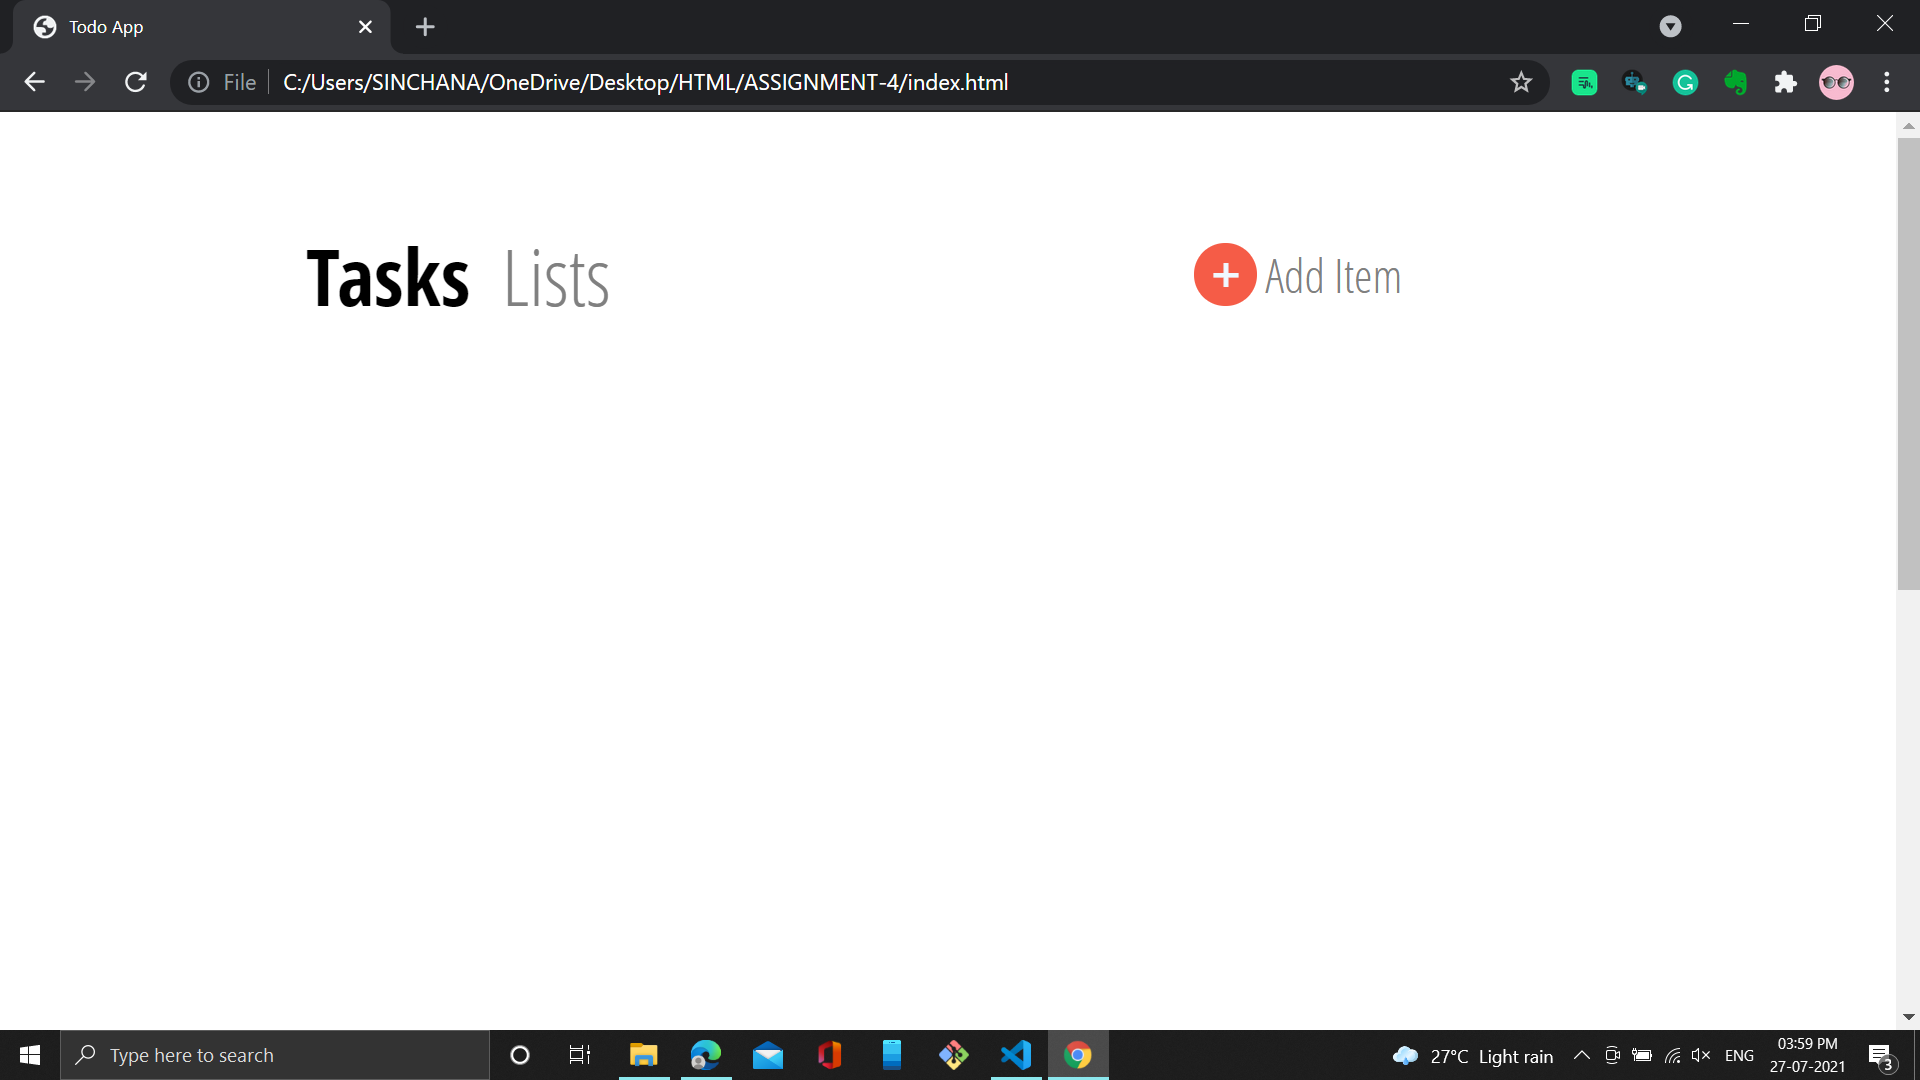 Todo App
File C:/Users/SINCHANA/OneDrive/Desktop/HTML/ASSIGNMENT-4/index.html
Tasks Lists
Add Item
Type here to search
27°C Light rain
ENG
03:59 PM
27-07-2021
3